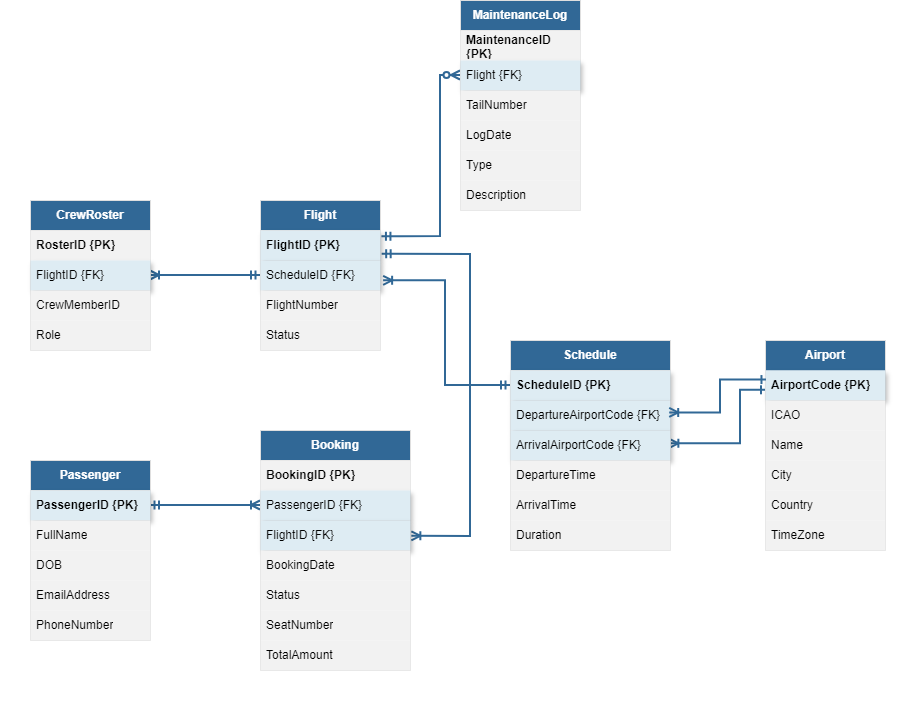 MaintenanceLog
MaintenanceID
{PK}
Flight {FK}
TailNumber
LogDate
Type
Description
CrewRoster
RosterID {PK}
FlightID {FK}
CrewMemberID
Role
Flight
FlightID {PK}
ScheduleID {FK}
FlightNumber
Status
Schedule
ScheduleID {PK}
DepartureAirportCode {FK}
ArrivalAirportCode {FK}
DepartureTime
ArrivalTime
Duration
Airport
AirportCode {PK}
ICAO
Name
City
Country
TimeZone
Passenger
PassengerID {PK}
FullName
DOB
EmailAddress
PhoneNumber
Booking
BookingID {PK}
PassengerID {FK}
FlightID {FK}
BookingDate
Status
SeatNumber
TotalAmount